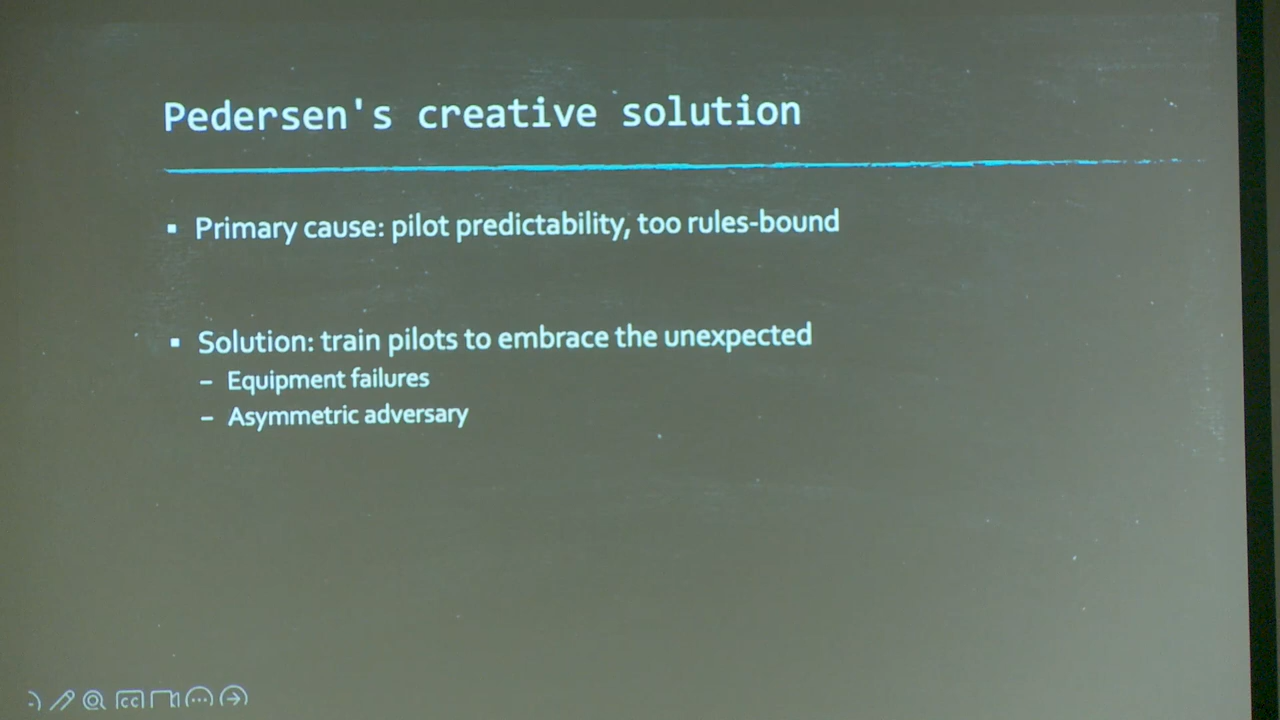 Pedersen's creative solution
▪ Primary cause: pilot predictability, too rules-bound
▪ Solution: train pilots to embrace the unexpected
– Equipment failures
– Asymmetric adversary
CC